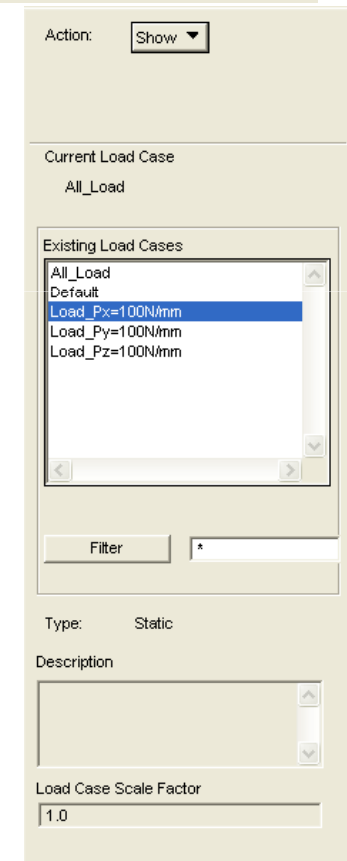 Action: Show
Current Load Case
All_Load
Existing Load Cases
All_Load
Default
Load_Px=100N/mm
Load_Py=100N/mm
Load_Pz=100N/mm
Filter *
Type: Static
Description
Load Case Scale Factor
1.0